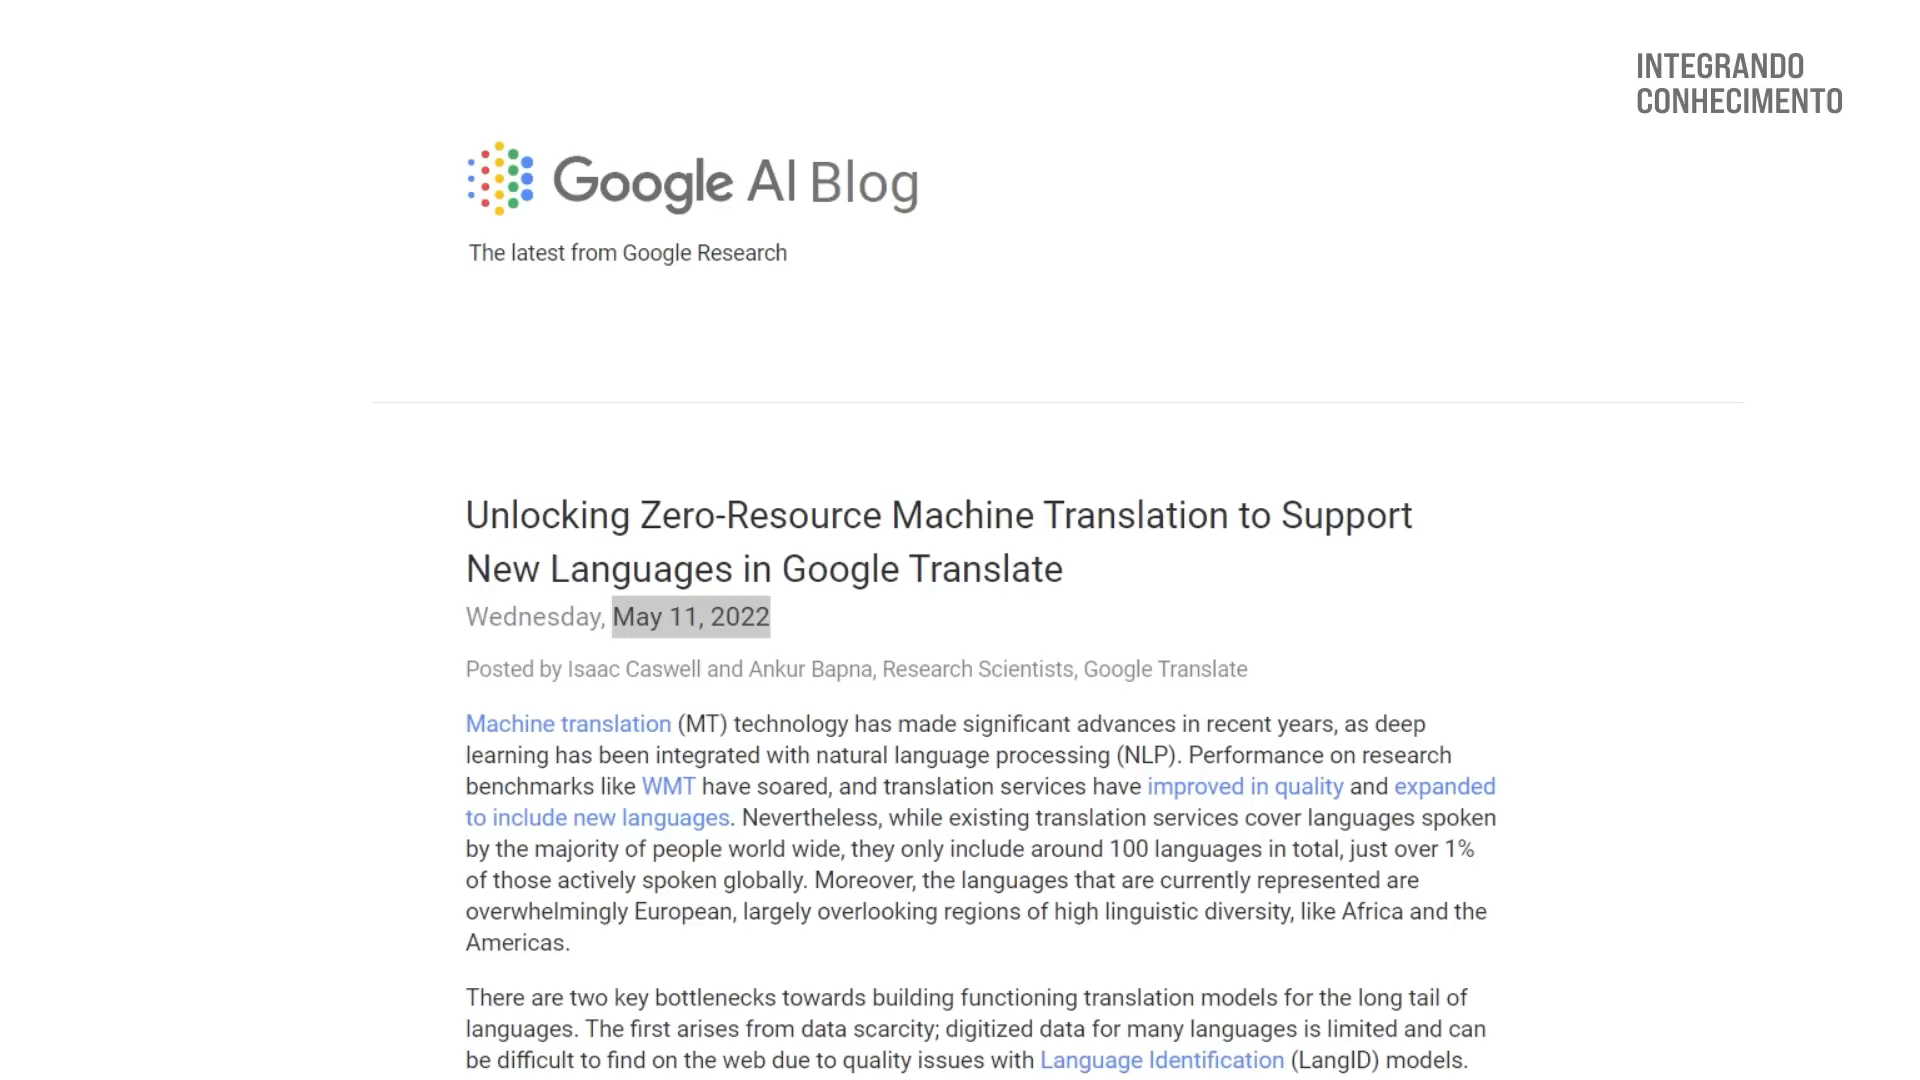 INTEGRANDO
CONHECIMENTO
Google AI Blog
The latest from Google Research
Unlocking Zero-Resource Machine Translation to Support
New Languages in Google Translate
Wednesday, May 11, 2022
Posted by Isaac Caswell and Ankur Bapna, Research Scientists, Google Translate
Machine translation (MT) technology has made significant advances in recent years, as deep
learning has been integrated with natural language processing (NLP). Performance on research
benchmarks like WMT have soared, and translation services have improved in quality and expanded
to include new languages. Nevertheless, while existing translation services cover languages spoken
by the majority of people world wide, they only include around 100 languages in total, just over 1%
of those actively spoken globally. Moreover, the languages that are currently represented are
overwhelmingly European, largely overlooking regions of high linguistic diversity, like Africa and the
Americas.
There are two key bottlenecks towards building functioning translation models for the long tail of
languages. The first arises from data scarcity; digitized data for many languages is limited and can
be difficult to find on the web due to quality issues with Language Identification (LangID) models.